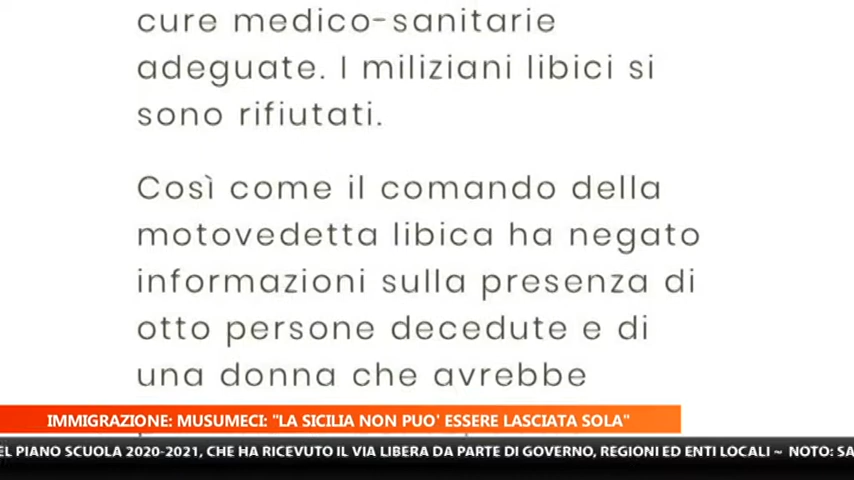 cure medico-sanitarie
adeguate. I miliziani libici si
sono rifiutati.
Così come il comando della
motovedetta libica ha negato
informazioni sulla presenza di
otto persone decedute e di
una donna che avrebbe
IMMIGRAZIONE: MUSUMECI: "LA SICILIA NON PUO' ESSERE LASCIATA SOLA"
EL PIANO SCUOLA 2020-2021, CHE HA RICEVUTO IL VIA LIBERA DA PARTE DI GOVERNO, REGIONI ED ENTI LOCALI ~ NOTO: SA